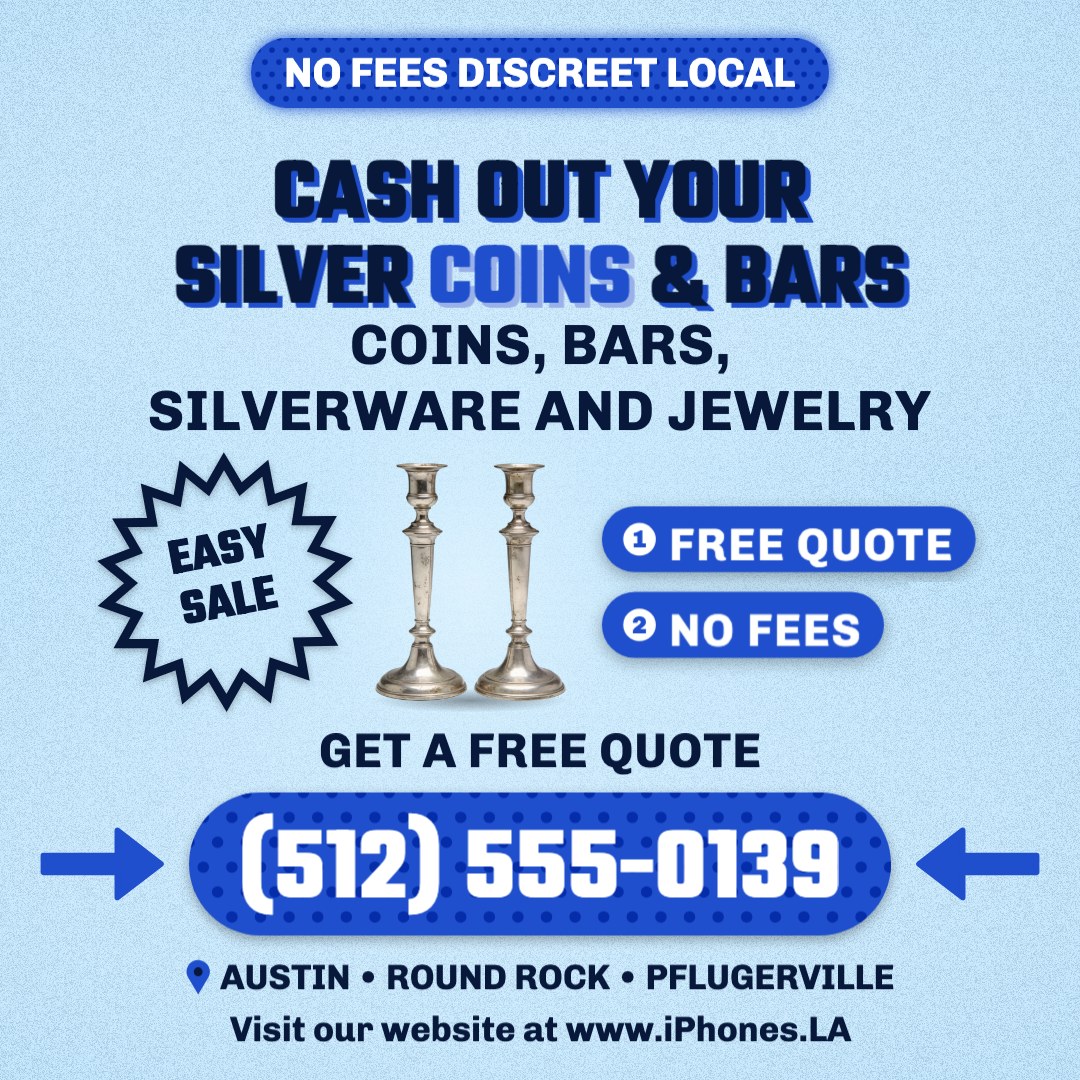 NO FEES DISCREET LOCAL
CASH OUT YOUR
SILVER COINS & BARS
COINS, BARS,
SILVERWARE AND JEWELRY
EASY
SALE
1 FREE QUOTE
2 NO FEES
GET A FREE QUOTE
(512) 555-0139
AUSTIN • ROUND ROCK • PFLUGERVILLE
Visit our website at www.iPhones.LA